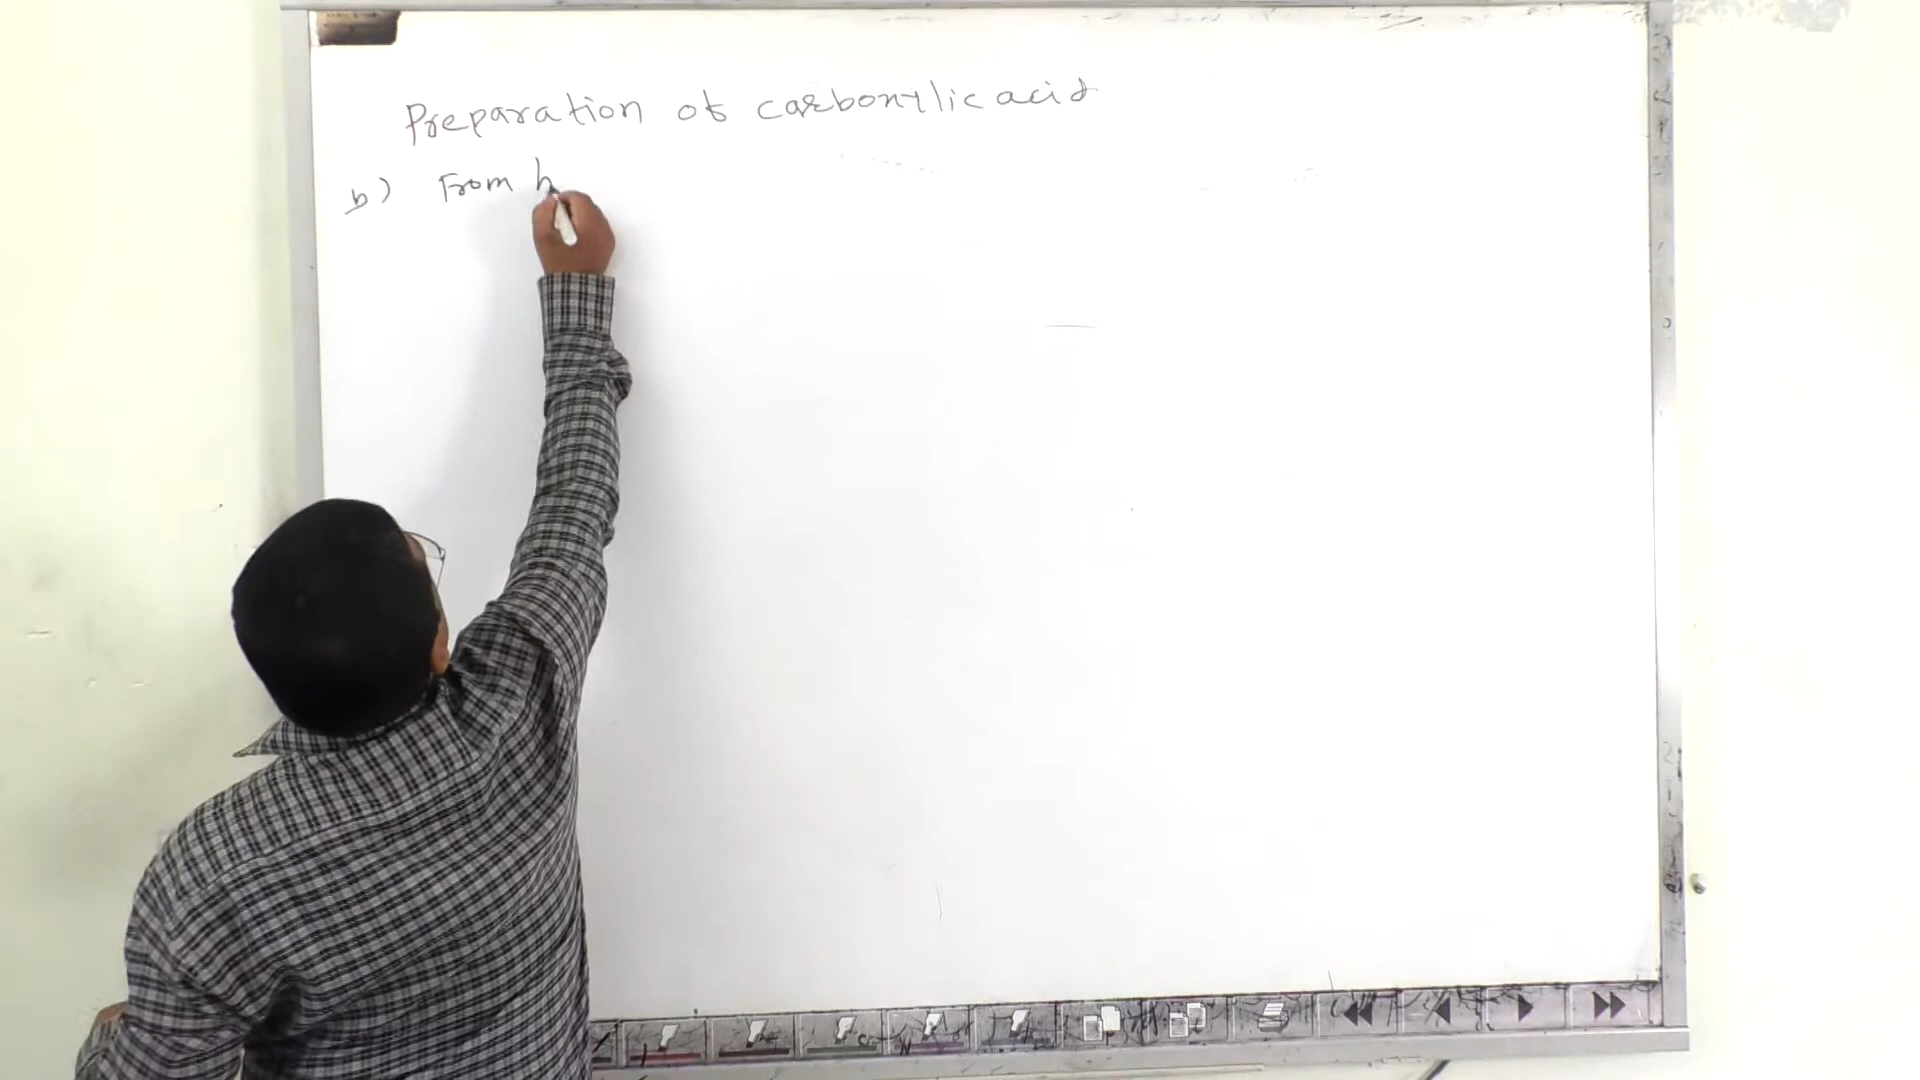 Preparation of carboxylic acid
b) From h